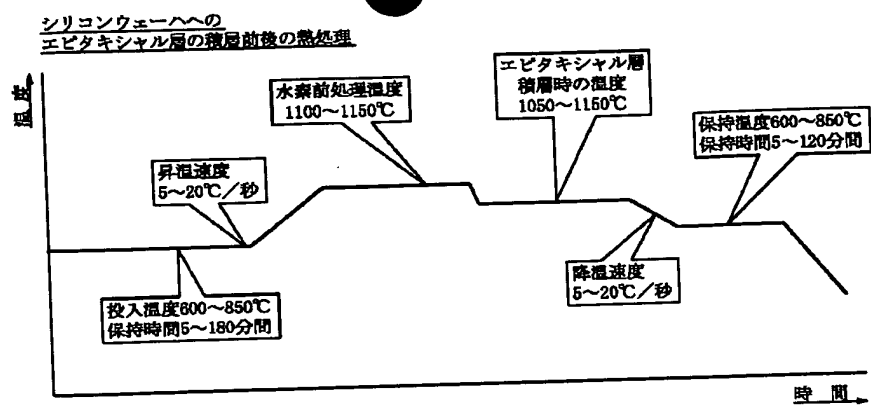 シリコンウェーハへの
エピタキシャル層の積層前後の熱処理
温度
水素前処理温度
1100～1150℃
エピタキシャル層
積層時の温度
1050～1150℃
保持温度600～850℃
保持時間5～120分間
昇温速度
5～20℃／秒
降温速度
5～20℃／秒
投入温度600～850℃
保持時間5～180分間
時間